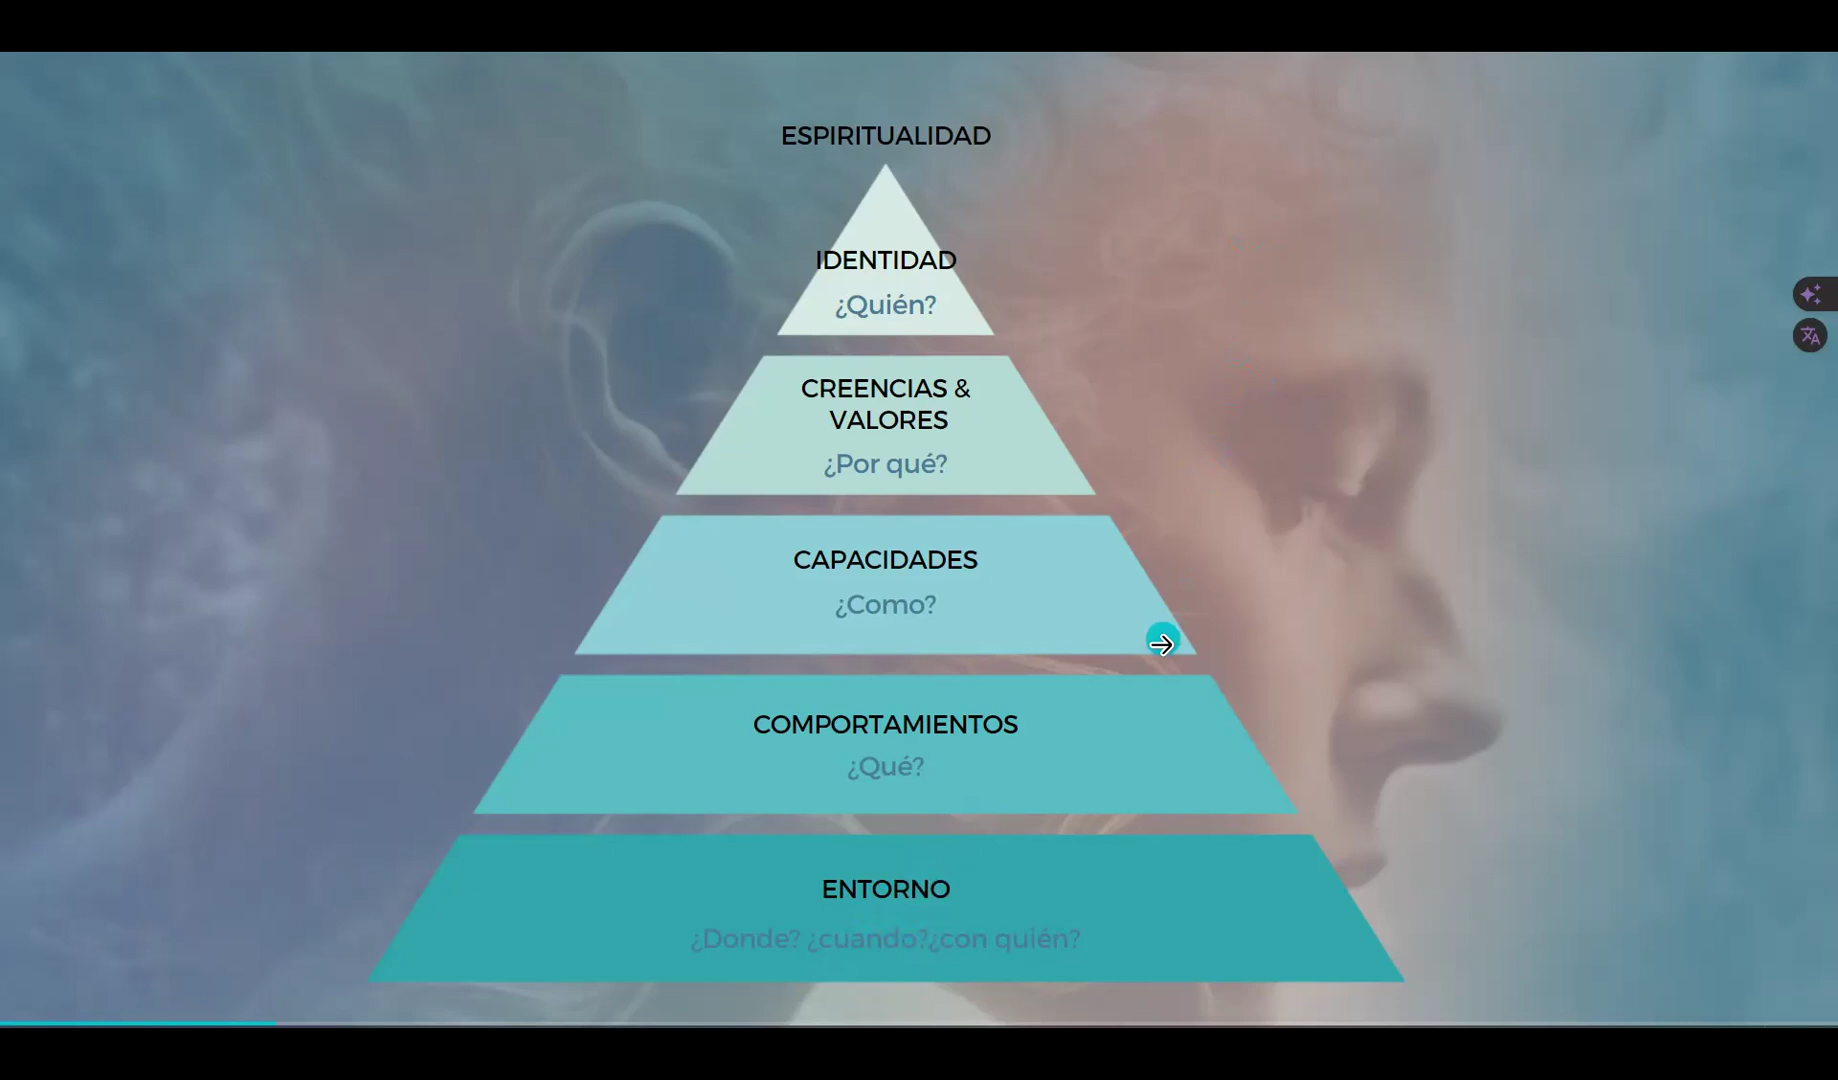 ESPIRITUALIDAD
IDENTIDAD
¿Quién?
CREENCIAS &
VALORES
¿Por qué?
CAPACIDADES
¿Como?
COMPORTAMIENTOS
¿Qué?
ENTORNO
¿Donde? ¿cuando?¿con quién?